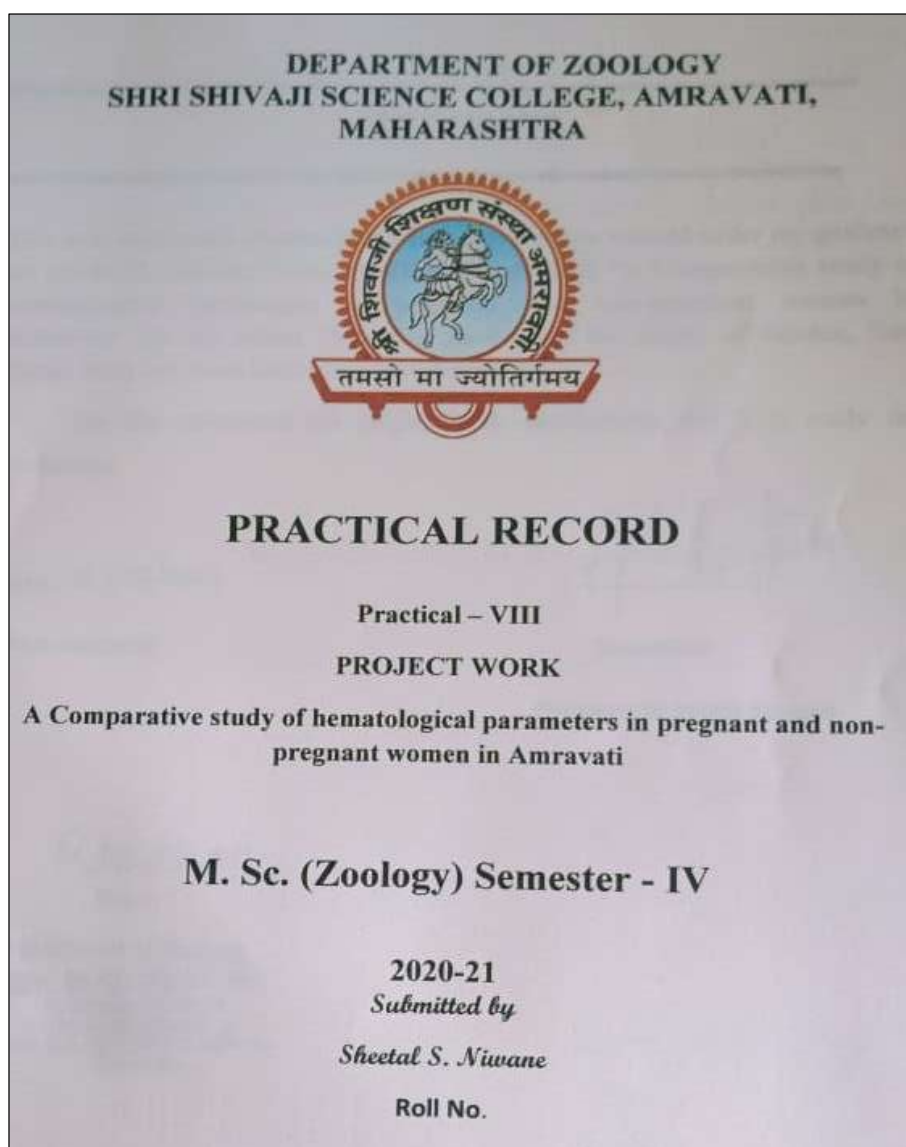 DEPARTMENT OF ZOOLOGY
SHRI SHIVAJI SCIENCE COLLEGE, AMRAVATI,
MAHARASHTRA
श्री शिवाजी शिक्षण संस्था अमरावती.
तमसो मा ज्योतिर्गमय
PRACTICAL RECORD
Practical – VIII
PROJECT WORK
A Comparative study of hematological parameters in pregnant and non-
pregnant women in Amravati
M. Sc. (Zoology) Semester - IV
2020-21
Submitted by
Sheetal S. Niwane
Roll No.